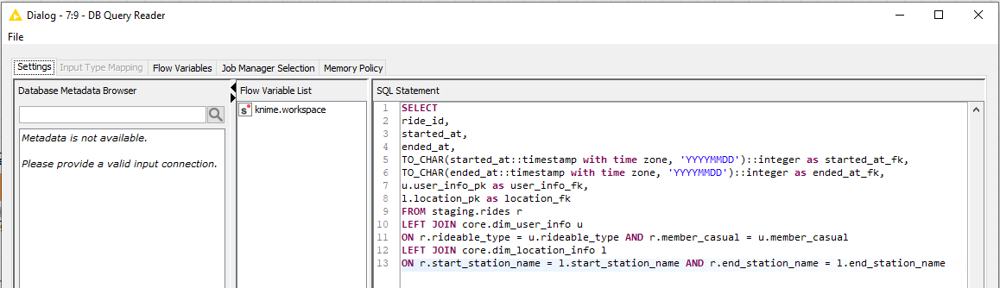 Dialog - 7:9 - DB Query Reader
File
Settings Input Type Mapping Flow Variables Job Manager Selection Memory Policy
Database Metadata Browser
Metadata is not available.
Please provide a valid input connection.
Flow Variable List
s knime.workspace
SQL Statement
1 SELECT
2 ride_id,
3 started_at,
4 ended_at,
5 TO_CHAR(started_at::timestamp with time zone, 'YYYYMMDD')::integer as started_at_fk,
6 TO_CHAR(ended_at::timestamp with time zone, 'YYYYMMDD')::integer as ended_at_fk,
7 u.user_info_pk as user_info_fk,
8 l.location_pk as location_fk
9 FROM staging.rides r
10 LEFT JOIN core.dim_user_info u
11 ON r.rideable_type = u.rideable_type AND r.member_casual = u.member_casual
12 LEFT JOIN core.dim_location_info l
13 ON r.start_station_name = l.start_station_name AND r.end_station_name = l.end_station_name